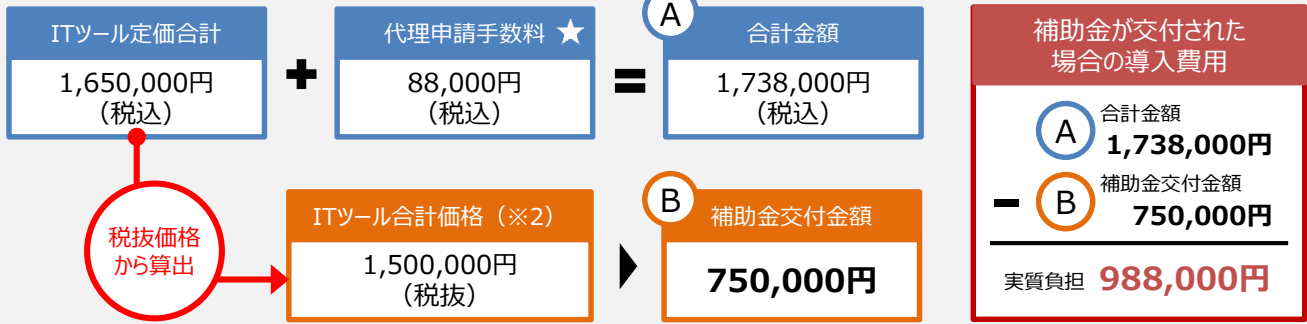 ITツール定価合計
1,650,000円
(税込)
+
代理申請手数料 ★
88,000円
(税込)
=
A
合計金額
1,738,000円
(税込)
税抜価格
から算出
ITツール合計価格（※2）
1,500,000円
(税抜)
B
補助金交付金額
750,000円
補助金が交付された
場合の導入費用
A
合計金額
1,738,000円
−
B
補助金交付金額
750,000円
実質負担 988,000円